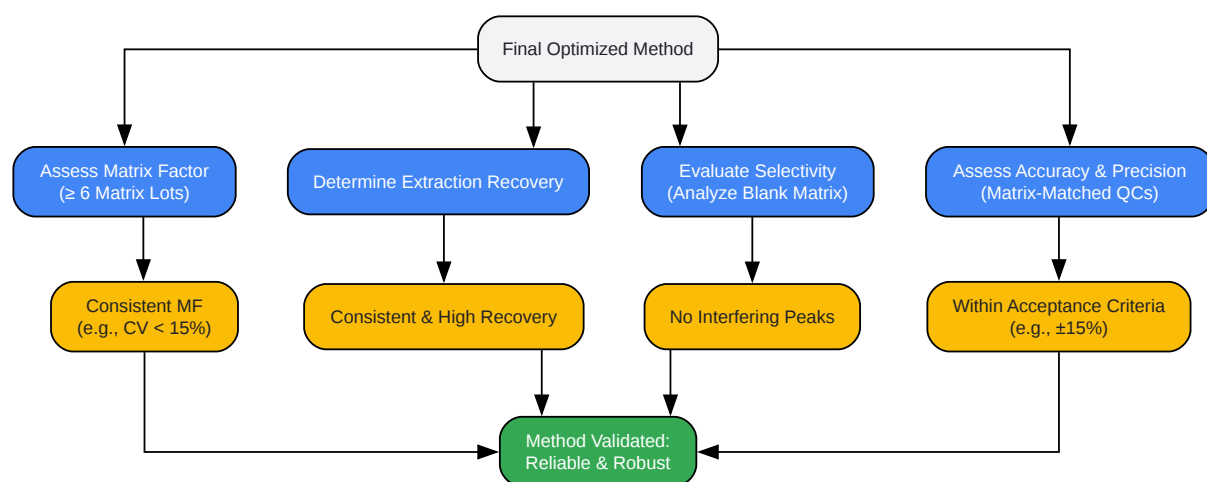 Final Optimized Method
Assess Matrix Factor
(≥ 6 Matrix Lots)
Determine Extraction Recovery
Evaluate Selectivity
(Analyze Blank Matrix)
Assess Accuracy & Precision
(Matrix-Matched QCs)
Consistent MF
(e.g., CV < 15%)
Consistent & High Recovery
No Interfering Peaks
Within Acceptance Criteria
(e.g., ±15%)
Method Validated:
Reliable & Robust